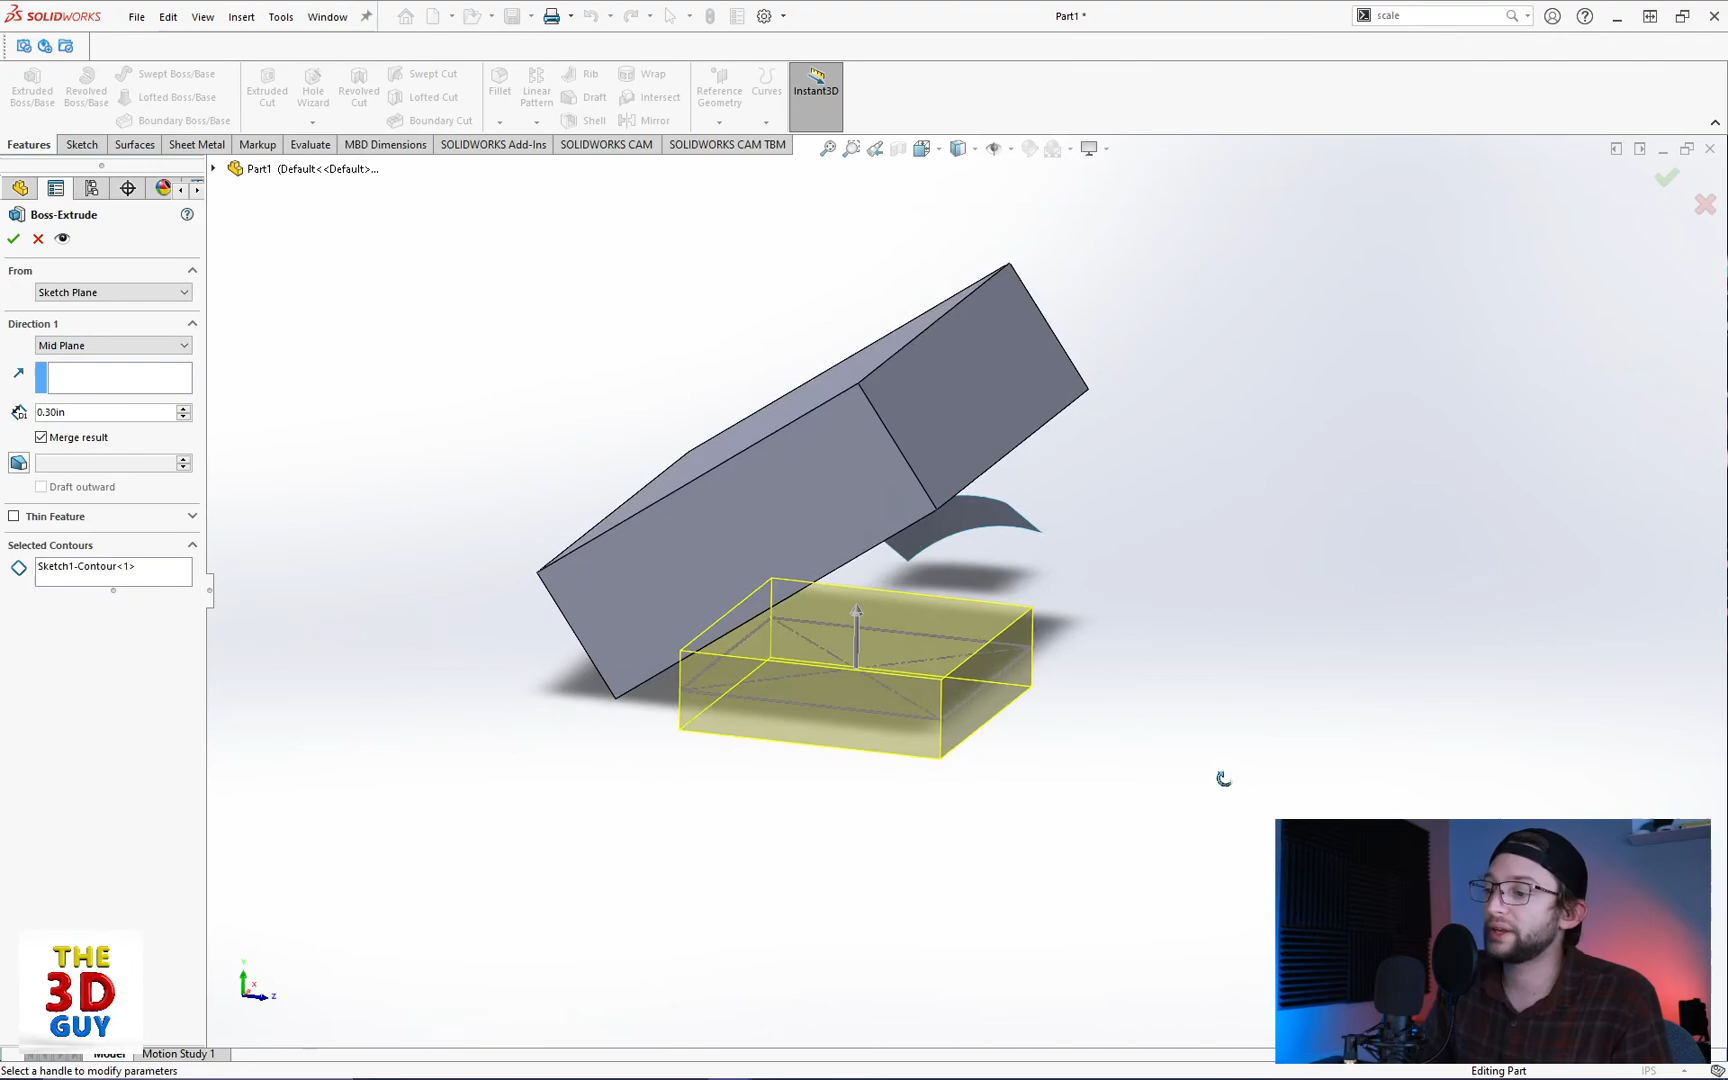 SOLIDWORKS File Edit View Insert Tools Window Part1 * scale
Extruded Boss/Base
Revolved Boss/Base
Swept Boss/Base
Lofted Boss/Base
Boundary Boss/Base
Extruded Cut
Hole Wizard
Revolved Cut
Swept Cut
Lofted Cut
Boundary Cut
Fillet
Linear Pattern
Rib
Draft
Shell
Wrap
Intersect
Mirror
Reference Geometry
Curves
Instant3D
Features Sketch Surfaces Sheet Metal Markup Evaluate MBD Dimensions SOLIDWORKS Add-Ins SOLIDWORKS CAM SOLIDWORKS CAM TBM
Part1 (Default<<Default>...
Boss-Extrude
From
Sketch Plane
Direction 1
Mid Plane
D1 0.30in
Merge result
Draft outward
Thin Feature
Selected Contours
Sketch1-Contour<1>
Y
X
Z
THE
3D
GUY
Model Motion Study 1
Select a handle to modify parameters Editing Part IPS